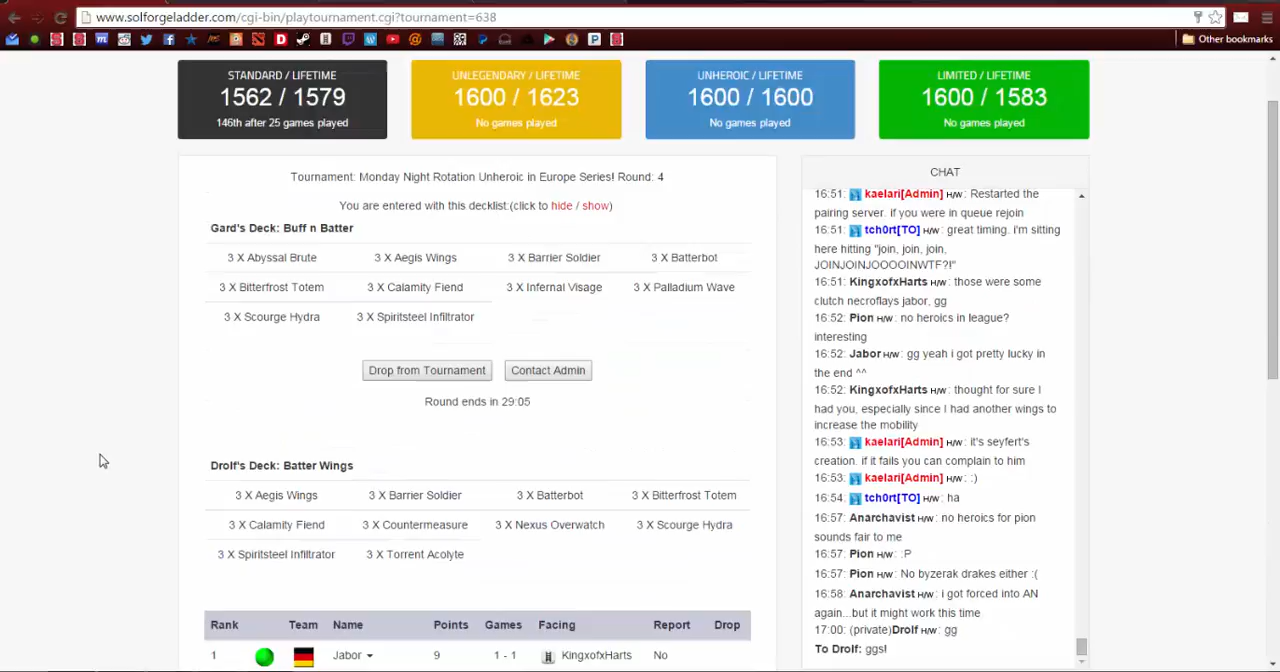 www.solforgeladder.com/cgi-bin/playtournament.cgi?tournament=638
Other bookmarks
STANDARD / LIFETIME
1562 / 1579
146th after 25 games played
UNLEGENDARY / LIFETIME
1600 / 1623
No games played
UNHEROIC / LIFETIME
1600 / 1600
No games played
LIMITED / LIFETIME
1600 / 1583
No games played
Tournament: Monday Night Rotation Unheroic in Europe Series! Round: 4
You are entered with this decklist:(click to hide / show)
Gard's Deck: Buff n Batter
3 X Abyssal Brute 3 X Aegis Wings 3 X Barrier Soldier 3 X Batterbot
3 X Bitterfrost Totem 3 X Calamity Fiend 3 X Infernal Visage 3 X Palladium Wave
3 X Scourge Hydra 3 X Spiritsteel Infiltrator
Drop from Tournament Contact Admin
Round ends in 29:05
Drolf's Deck: Batter Wings
3 X Aegis Wings 3 X Barrier Soldier 3 X Batterbot 3 X Bitterfrost Totem
3 X Calamity Fiend 3 X Countermeasure 3 X Nexus Overwatch 3 X Scourge Hydra
3 X Spiritsteel Infiltrator 3 X Torrent Acolyte
Rank Team Name Points Games Facing Report Drop
1 Jabor 9 1 - 1 KingxofxHarts No
CHAT
16:51: kaelari[Admin] H/W: Restarted the
pairing server. if you were in queue rejoin
16:51: tch0rt[TO] H/W: great timing. i'm sitting
here hitting "join, join, join,
JOINJOINJOOOOINWTF?!"
16:51: KingxofxHarts H/W: those were some
clutch necroflays jabor, gg
16:52: Pion H/W: no heroics in league?
interesting
16:52: Jabor H/W: gg yeah i got pretty lucky in
the end ^^
16:52: KingxofxHarts H/W: thought for sure I
had you, especially since I had another wings to
increase the mobility
16:53: kaelari[Admin] H/W: it's seyfert's
creation. if it fails you can complain to him
16:53: kaelari[Admin] H/W: :)
16:54: tch0rt[TO] H/W: ha
16:57: Anarchavist H/W: no heroics for pion
sounds fair to me
16:57: Pion H/W: :P
16:57: Pion H/W: No byzerak drakes either :(
16:58: Anarchavist H/W: i got forced into AN
again...but it might work this time
17:00: (private)Drolf H/W: gg
To Drolf: ggs!